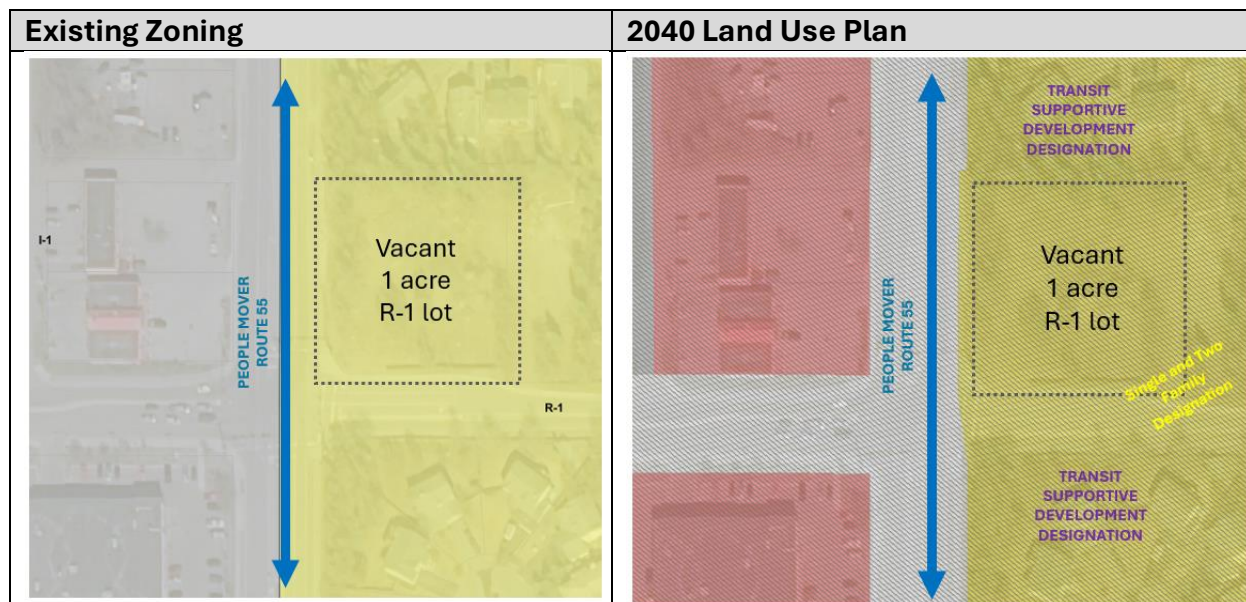 Existing Zoning
2040 Land Use Plan
I-1
PEOPLE MOVER
ROUTE 55
Vacant
1 acre
R-1 lot
R-1
TRANSIT
SUPPORTIVE
DEVELOPMENT
DESIGNATION
PEOPLE MOVER
ROUTE 55
Vacant
1 acre
R-1 lot
Single and Two
Family
Designation
TRANSIT
SUPPORTIVE
DEVELOPMENT
DESIGNATION